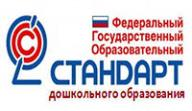 Федеральный
Государственный
Образовательный
СТАНДАРТ
дошкольного образования